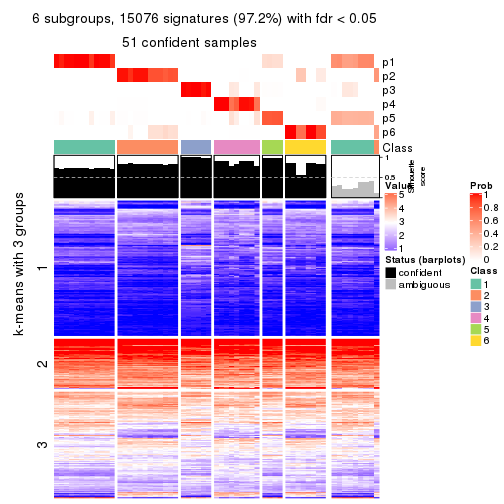 6 subgroups, 15076 signatures (97.2%) with fdr < 0.05
51 confident samples
p1
p2
p3
p4
p5
p6
Class
1
0.5
0
Silhouette
score
k-means with 3 groups
1
2
3
Value
5
4
3
2
1
Status (barplots)
confident
ambiguous
Prob
1
0.8
0.6
0.4
0.2
0
Class
1
2
3
4
5
6